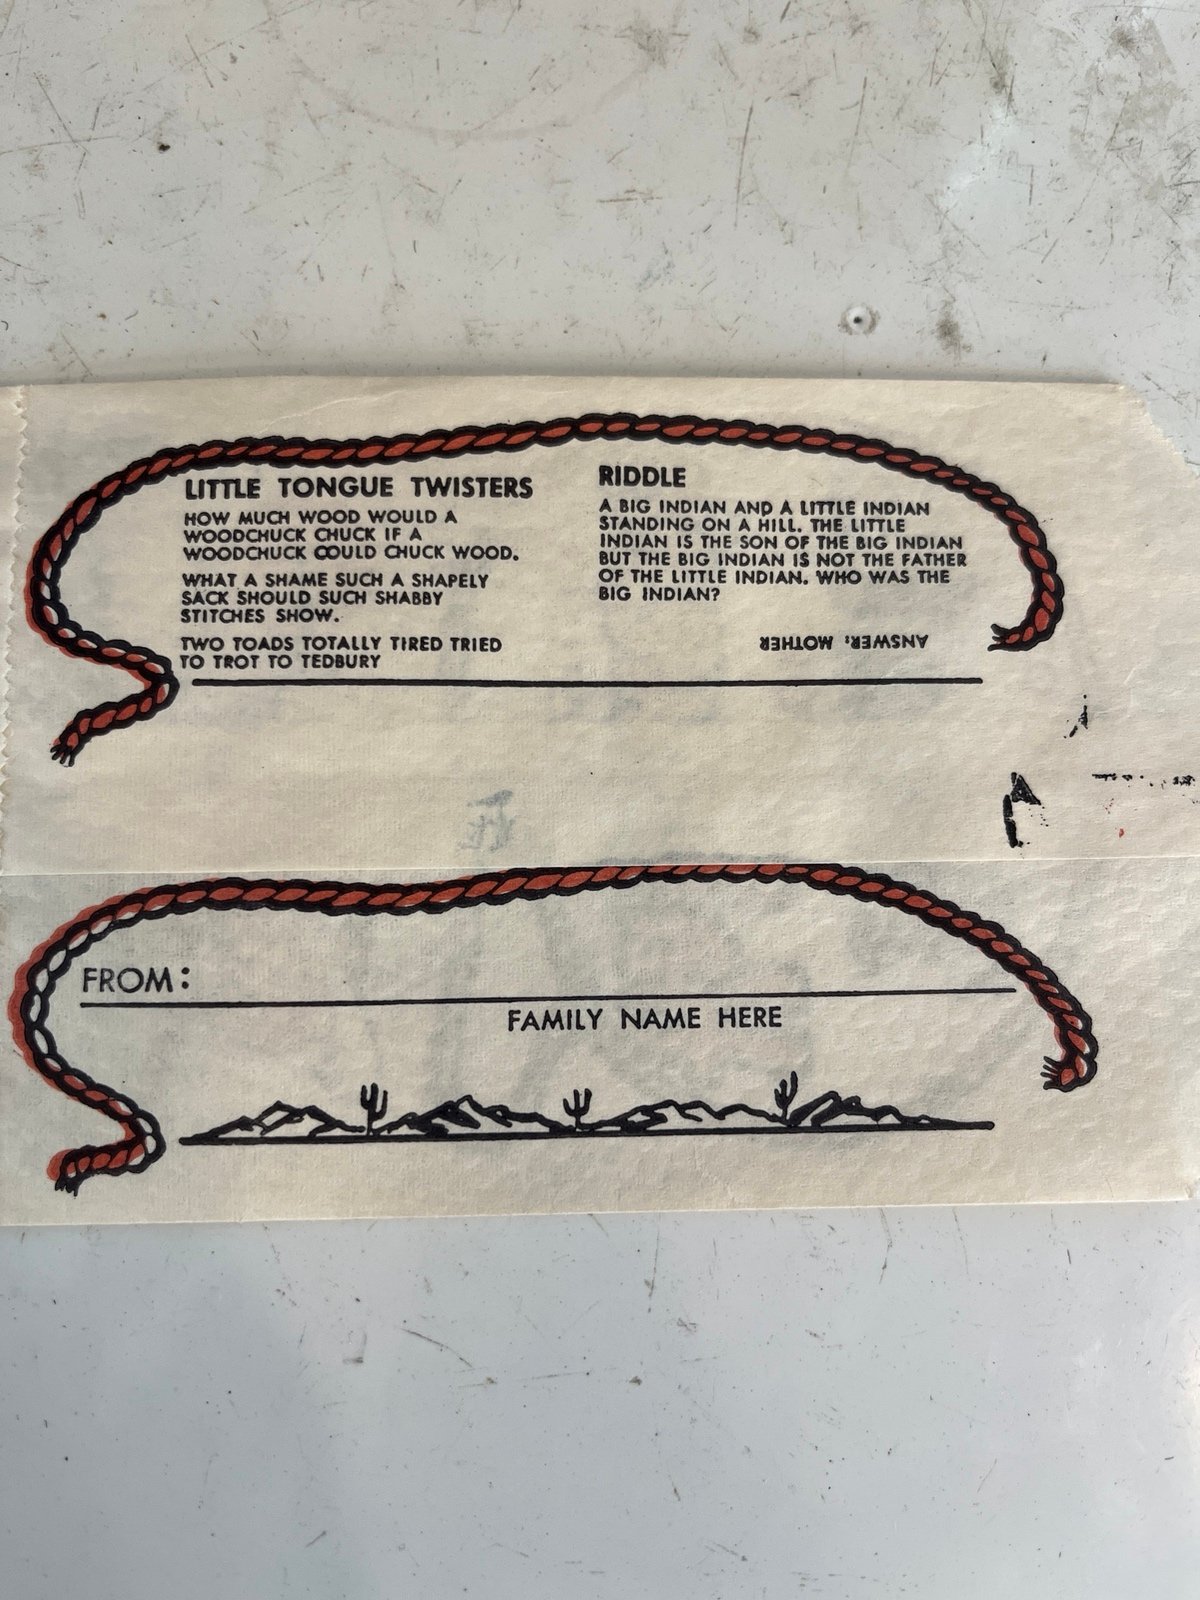 LITTLE TONGUE TWISTERS
HOW MUCH WOOD WOULD A
WOODCHUCK CHUCK IF A
WOODCHUCK COULD CHUCK WOOD.
WHAT A SHAME SUCH A SHAPELY
SACK SHOULD SUCH SHABBY
STITCHES SHOW.
TWO TOADS TOTALLY TIRED TRIED
TO TROT TO TEDBURY
RIDDLE
A BIG INDIAN AND A LITTLE INDIAN
STANDING ON A HILL. THE LITTLE
INDIAN IS THE SON OF THE BIG INDIAN
BUT THE BIG INDIAN IS NOT THE FATHER
OF THE LITTLE INDIAN. WHO WAS THE
BIG INDIAN?
ANSWER: MOTHER
FROM:
FAMILY NAME HERE